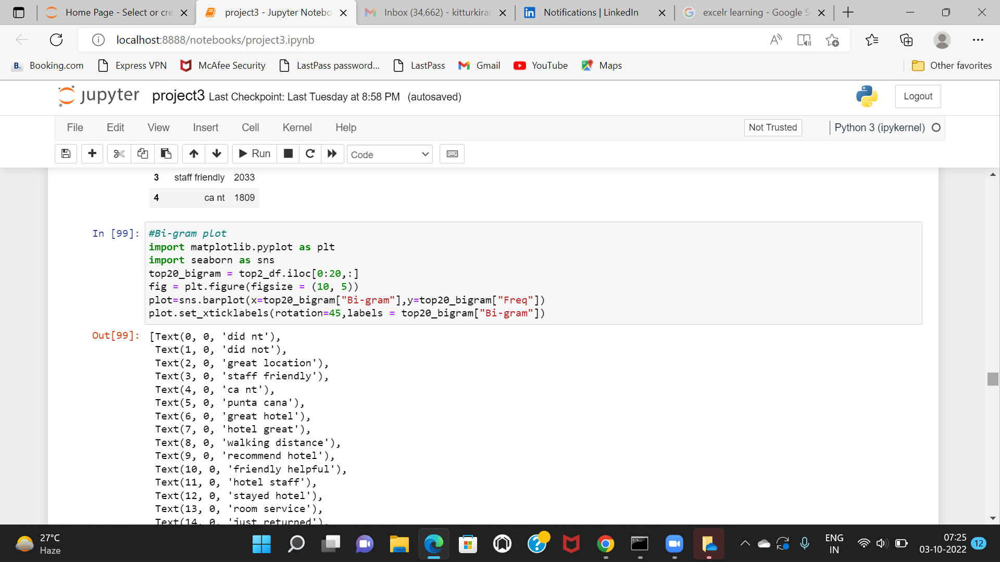 Home Page - Select or cre
project3 - Jupyter Notebo
Inbox (34,662) - kitturkirar
Notifications | LinkedIn
excelr learning - Google S
localhost:8888/notebooks/project3.ipynb
B. Booking.com
Express VPN
McAfee Security
LastPass password...
LastPass
Gmail
YouTube
Maps
Other favorites
jupyter project3 Last Checkpoint: Last Tuesday at 8:58 PM (autosaved)
Logout
File Edit View Insert Cell Kernel Help
Not Trusted
Python 3 (ipykernel)
Run
Code
3 staff friendly 2033
4 ca nt 1809
In [99]: #Bi-gram plot
import matplotlib.pyplot as plt
import seaborn as sns
top20_bigram = top2_df.iloc[0:20,:]
fig = plt.figure(figsize = (10, 5))
plot=sns.barplot(x=top20_bigram["Bi-gram"],y=top20_bigram["Freq"])
plot.set_xticklabels(rotation=45,labels = top20_bigram["Bi-gram"])
Out[99]: [Text(0, 0, 'did nt'),
Text(1, 0, 'did not'),
Text(2, 0, 'great location'),
Text(3, 0, 'staff friendly'),
Text(4, 0, 'ca nt'),
Text(5, 0, 'punta cana'),
Text(6, 0, 'great hotel'),
Text(7, 0, 'hotel great'),
Text(8, 0, 'walking distance'),
Text(9, 0, 'recommend hotel'),
Text(10, 0, 'friendly helpful'),
Text(11, 0, 'hotel staff'),
Text(12, 0, 'stayed hotel'),
Text(13, 0, 'room service'),
Text(14, 0, 'just returned'),
27°C
Haze
ENG
IN
07:25
03-10-2022
12